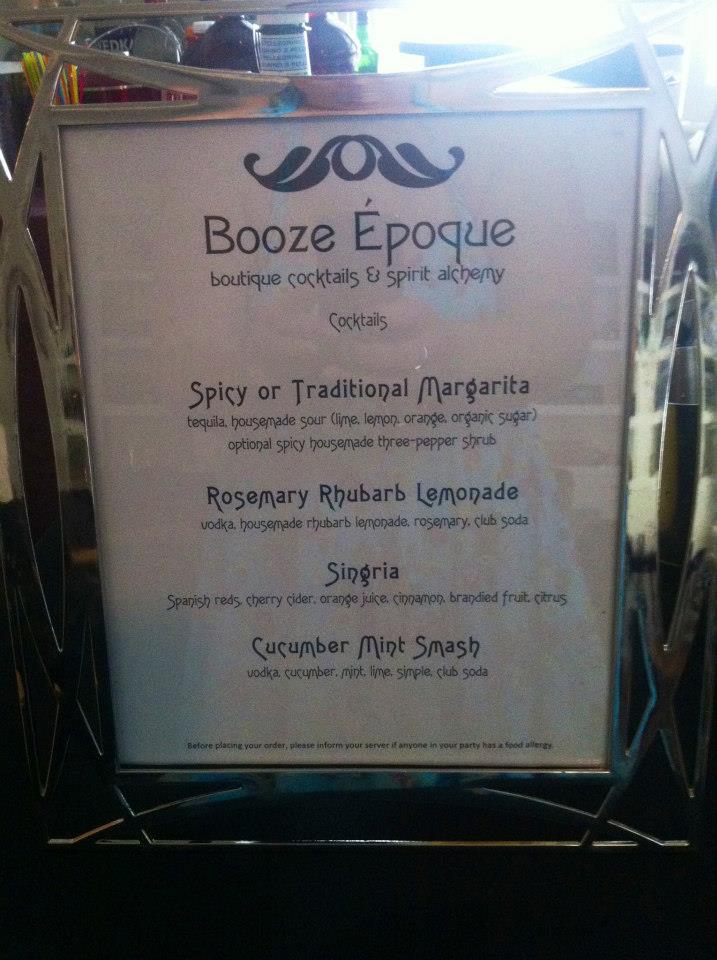 VEDK
PELLEGRINO
Booze Époque
boutique cocktails & spirit alchemy
Cocktails
Spicy or Traditional Margarita
tequila, housemade sour (lime, lemon, orange, organic sugar)
optional spicy housemade three-pepper shrub
Rosemary Rhubarb Lemonade
vodka, housemade rhubarb lemonade, rosemary, club soda
Singria
Spanish reds, cherry cider, orange juice, cinnamon, brandied fruit, citrus
Cucumber Mint Smash
vodka, cucumber, mint, lime, simple, club soda
Before placing your order, please inform your server if anyone in your party has a food allergy.